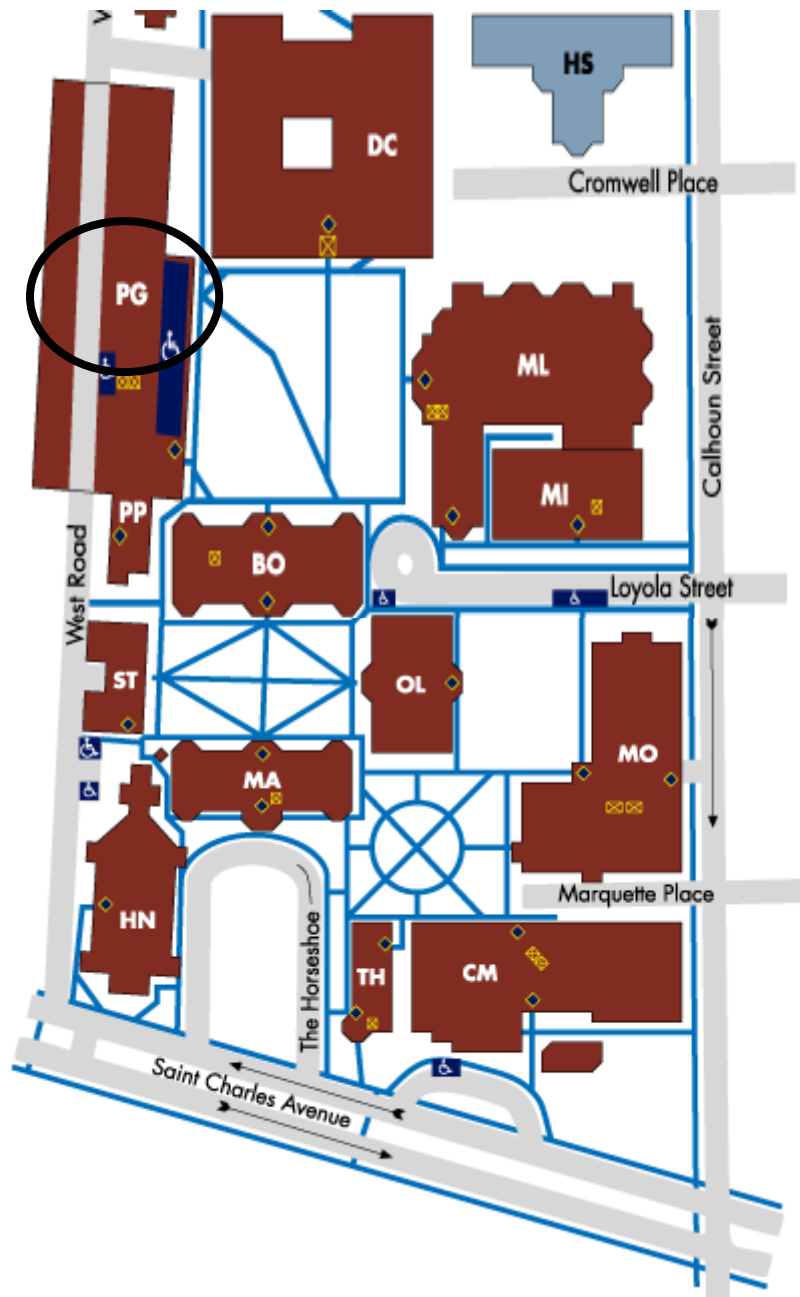 HS
DC
Cromwell Place
PG
ML
Calhoun Street
MI
PP
BO
Loyola Street
West Road
ST
OL
MO
MA
Marquette Place
HN
The Horseshoe
TH
CM
Saint Charles Avenue